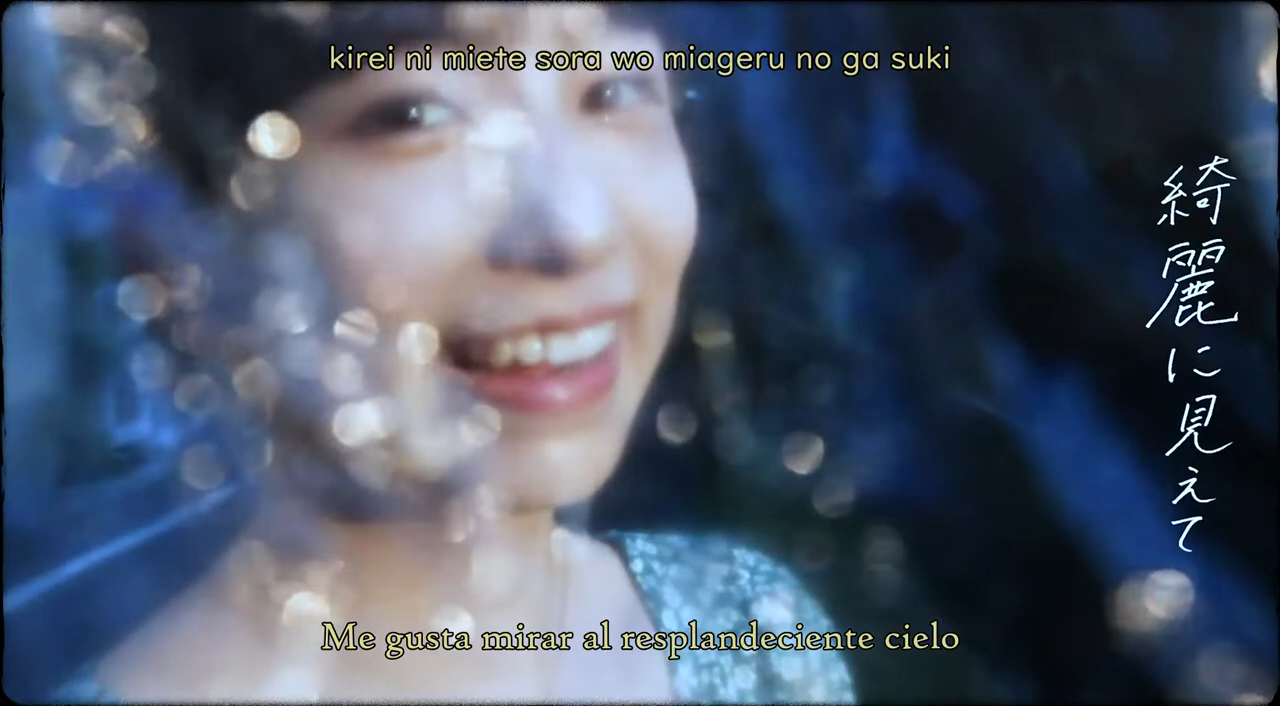 kirei ni miete sora wo miageru no ga suki
綺麗に見えて
Me gusta mirar al resplandeciente cielo